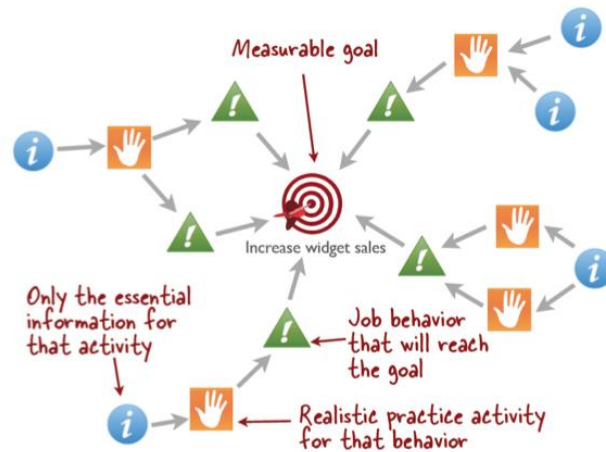 Measurable goal
Increase widget sales
Only the essential
information for
that activity
Job behavior
that will reach
the goal
Realistic practice activity
for that behavior